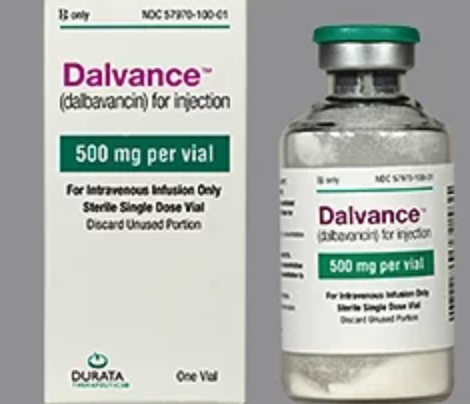 ℞ only NDC 57970-100-01
Dalvance™
(dalbavancin) for injection
500 mg per vial
For Intravenous Infusion Only
Sterile Single Dose Vial
Discard Unused Portion
DURATA
THERAPEUTICS
One Vial
℞ only NDC 57970-100-01
Dalvance™
(dalbavancin) for injection
500 mg per vial
For Intravenous Infusion Only
Sterile Single Dose Vial
Discard Unused Portion